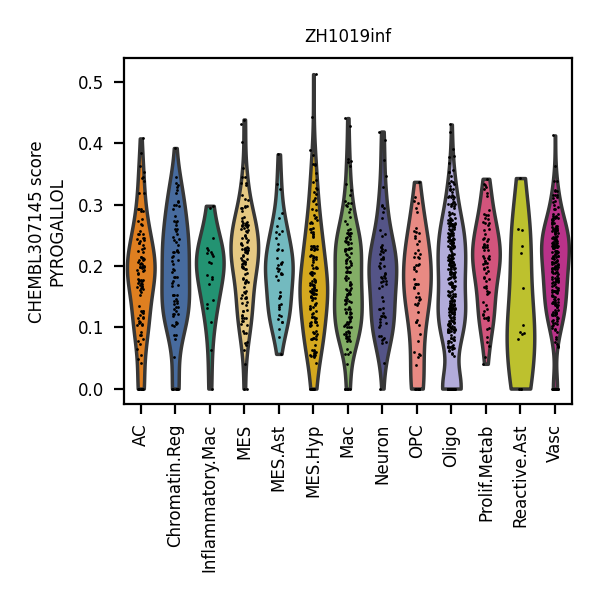 ZH1019inf
CHEMBL307145 score
PYROGALLOL
0.5
0.4
0.3
0.2
0.1
0.0
AC
Chromatin.Reg
Inflammatory.Mac
MES
MES.Ast
MES.Hyp
Mac
Neuron
OPC
Oligo
Prolif.Metab
Reactive.Ast
Vasc